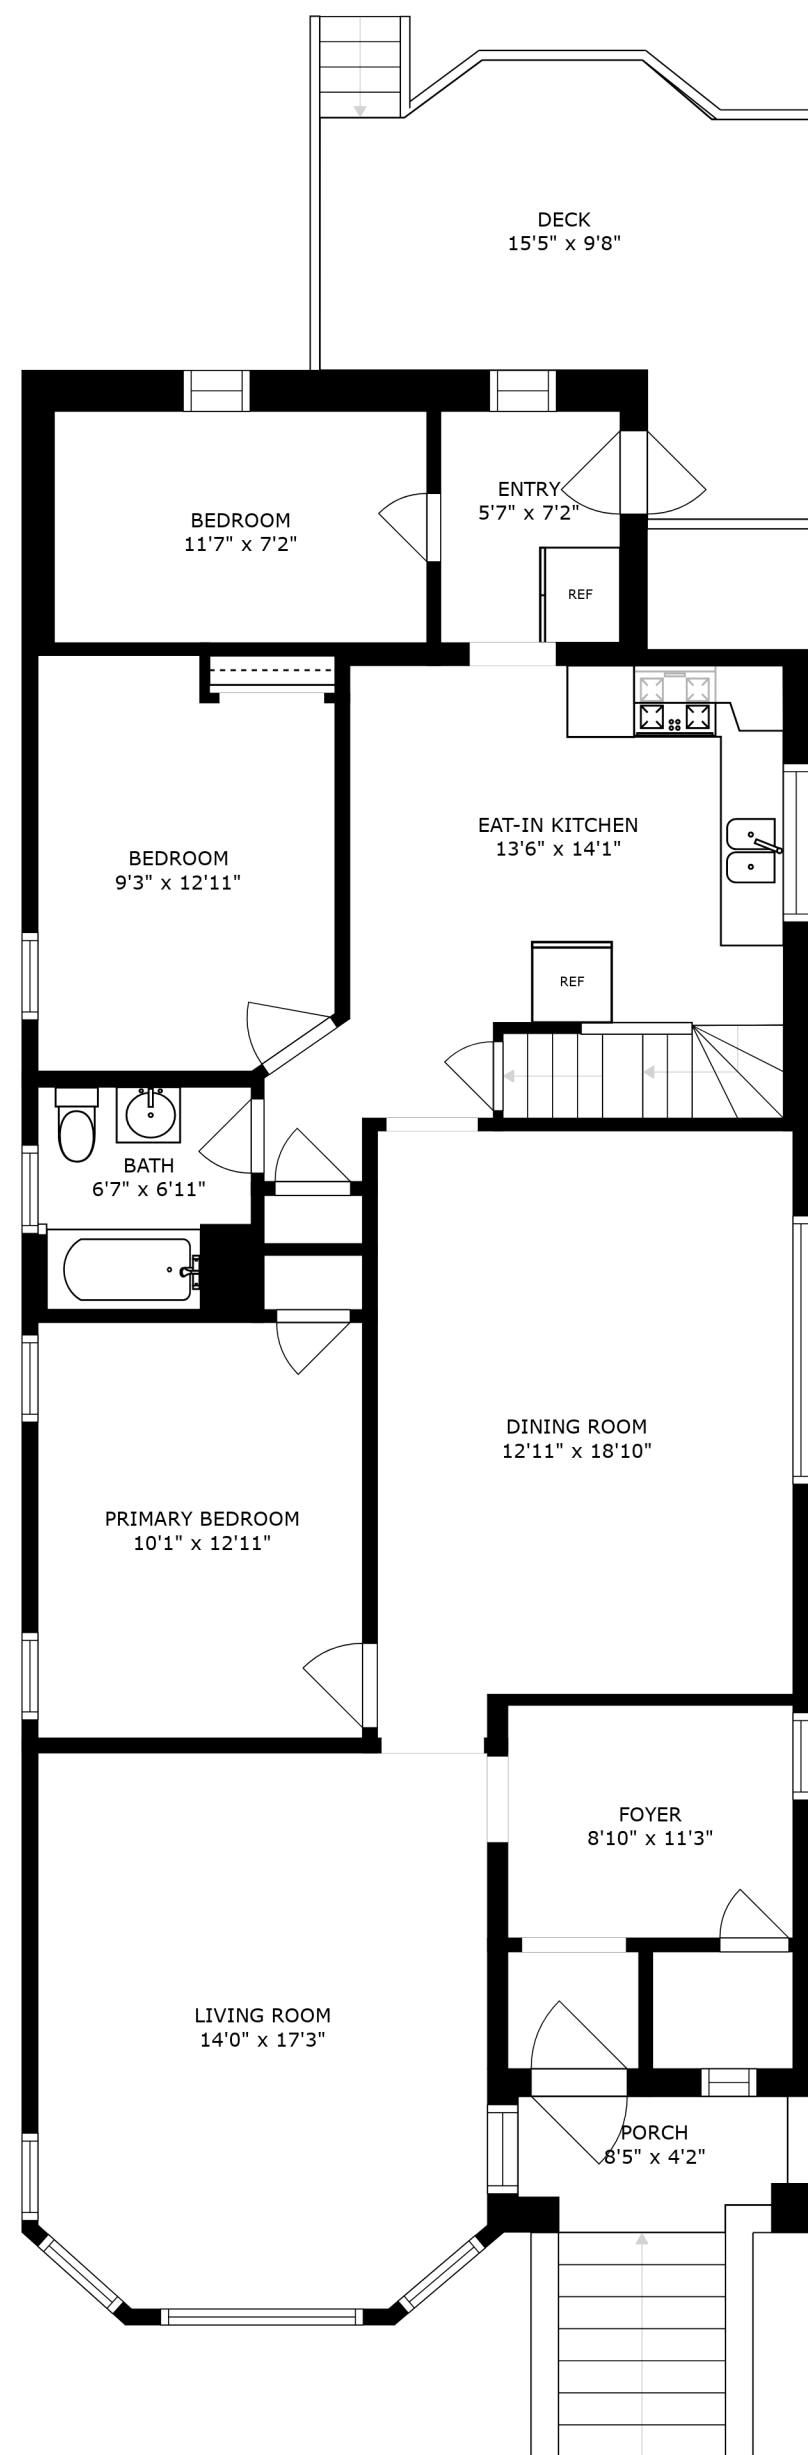 DECK
15'5" x 9'8"
ENTRY
5'7" x 7'2"
BEDROOM
11'7" x 7'2"
REF
EAT-IN KITCHEN
13'6" x 14'1"
BEDROOM
9'3" x 12'11"
REF
BATH
6'7" x 6'11"
DINING ROOM
12'11" x 18'10"
PRIMARY BEDROOM
10'1" x 12'11"
FOYER
8'10" x 11'3"
LIVING ROOM
14'0" x 17'3"
PORCH
8'5" x 4'2"